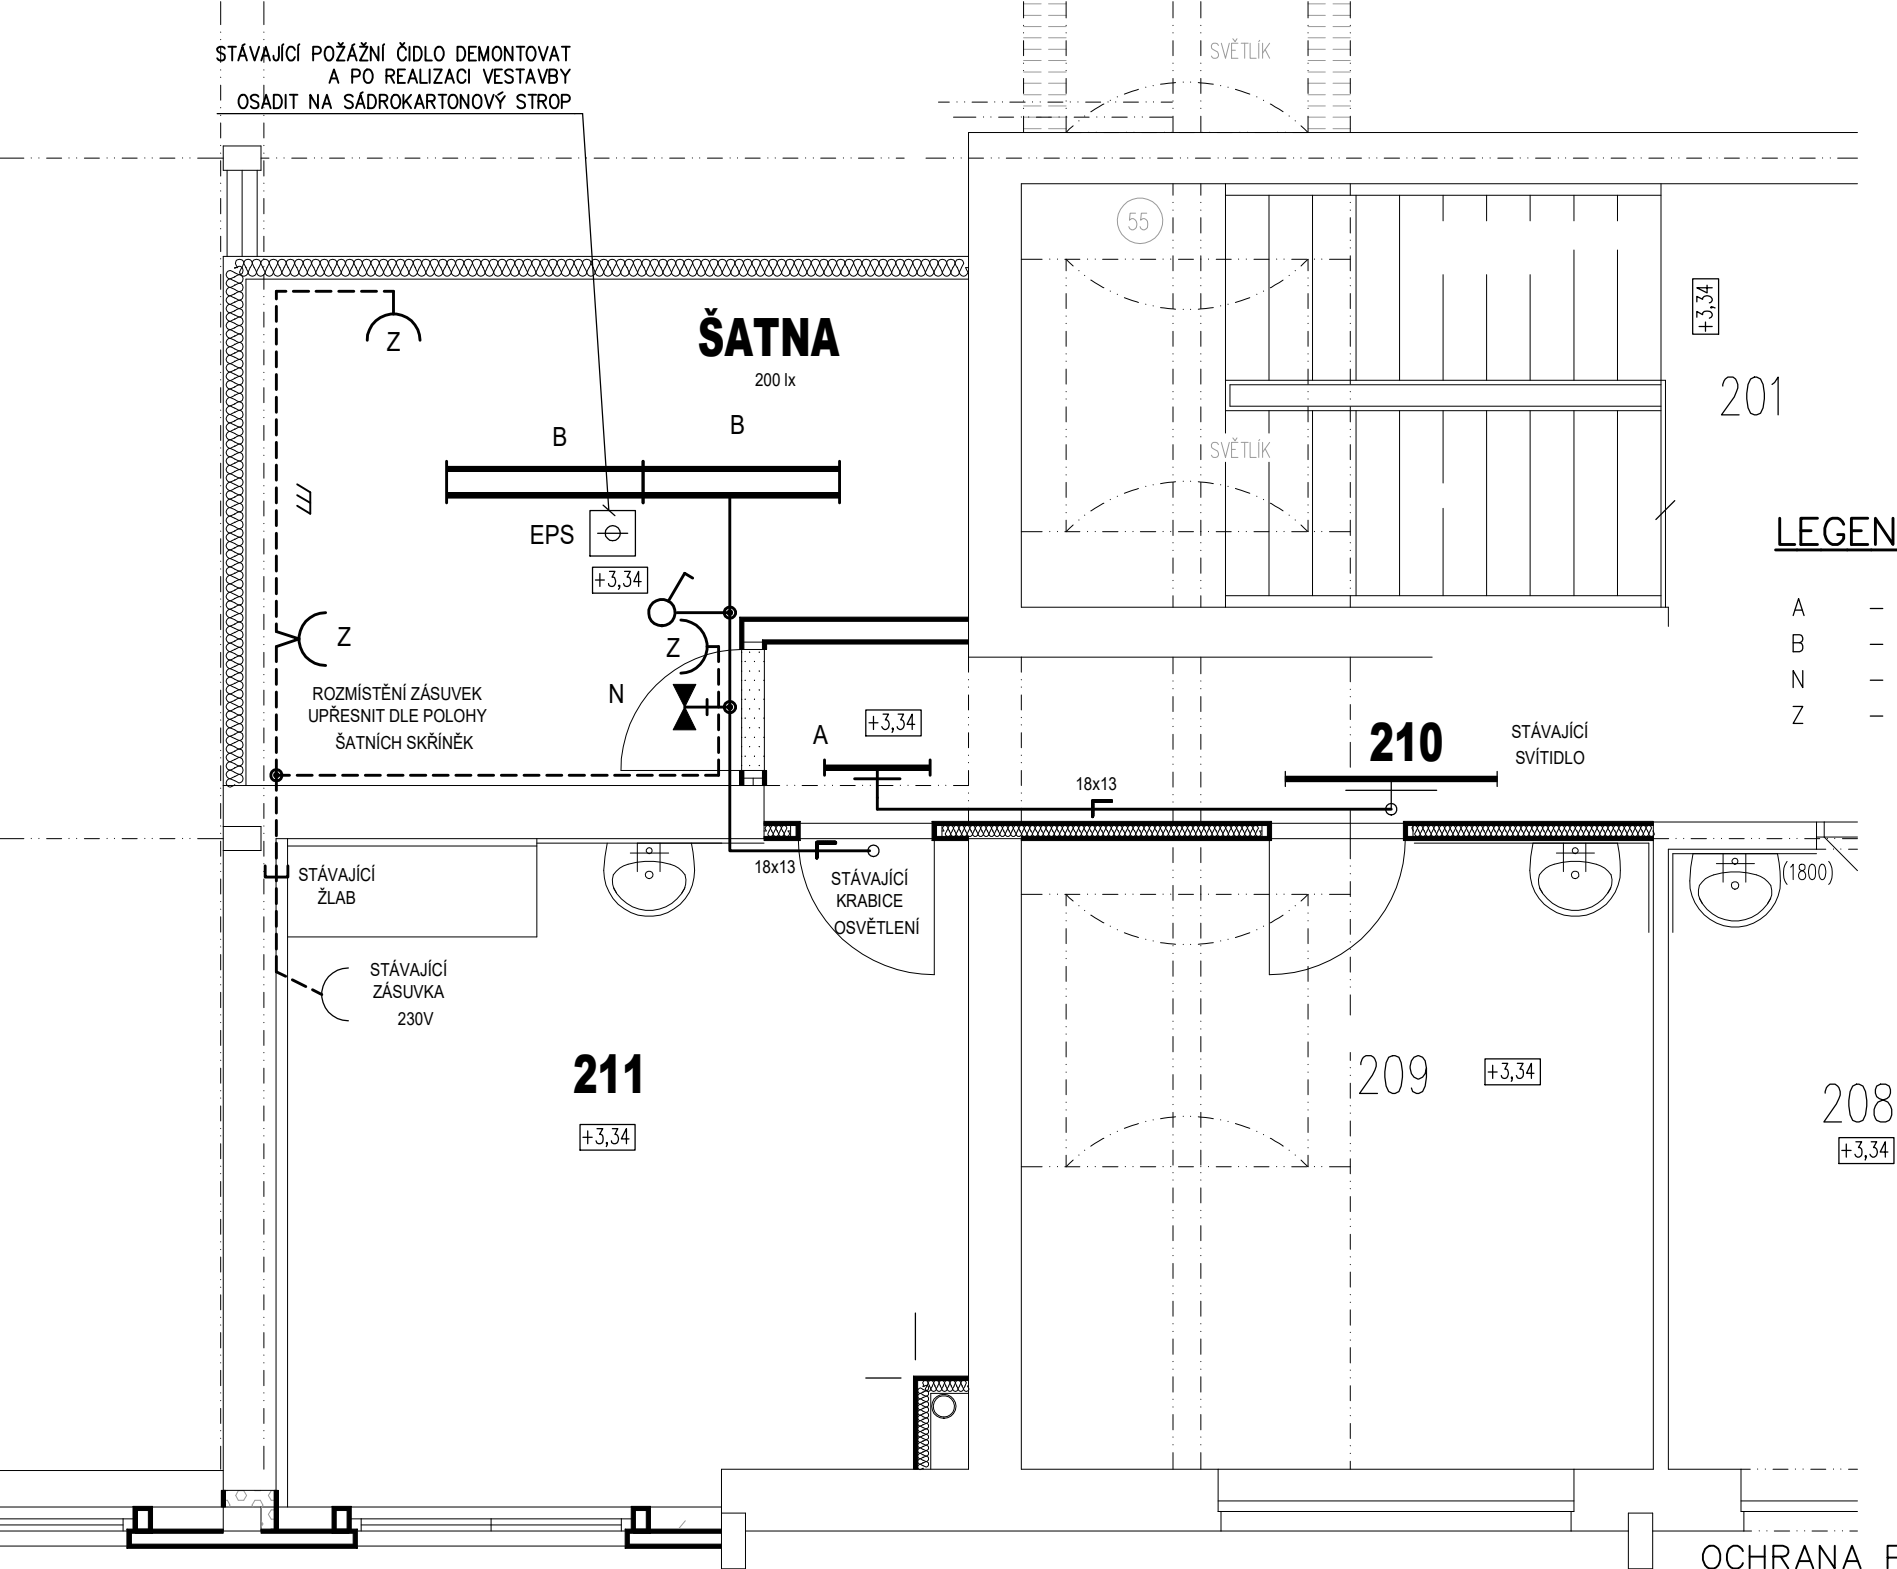 STÁVAJÍCÍ POŽÁŽNÍ ČIDLO DEMONTOVAT
A PO REALIZACI VESTAVBY
OSADIT NA SÁDROKARTONOVÝ STROP
SVĚTLÍK
55
+3,34
201
ŠATNA
200 lx
Z
B
B
SVĚTLÍK
EPS
+3,34
LEGEN
A –
B –
N –
Z –
Z
Z
N
ROZMÍSTĚNÍ ZÁSUVEK
UPŘESNIT DLE POLOHY
ŠATNÍCH SKŘÍNĚK
+3,34
A
210
STÁVAJÍCÍ
SVÍTIDLO
18x13
18x13
STÁVAJÍCÍ
ŽLAB
STÁVAJÍCÍ
KRABICE
OSVĚTLENÍ
(1800)
STÁVAJÍCÍ
ZÁSUVKA
230V
211
+3,34
209
+3,34
208
+3,34
OCHRANA